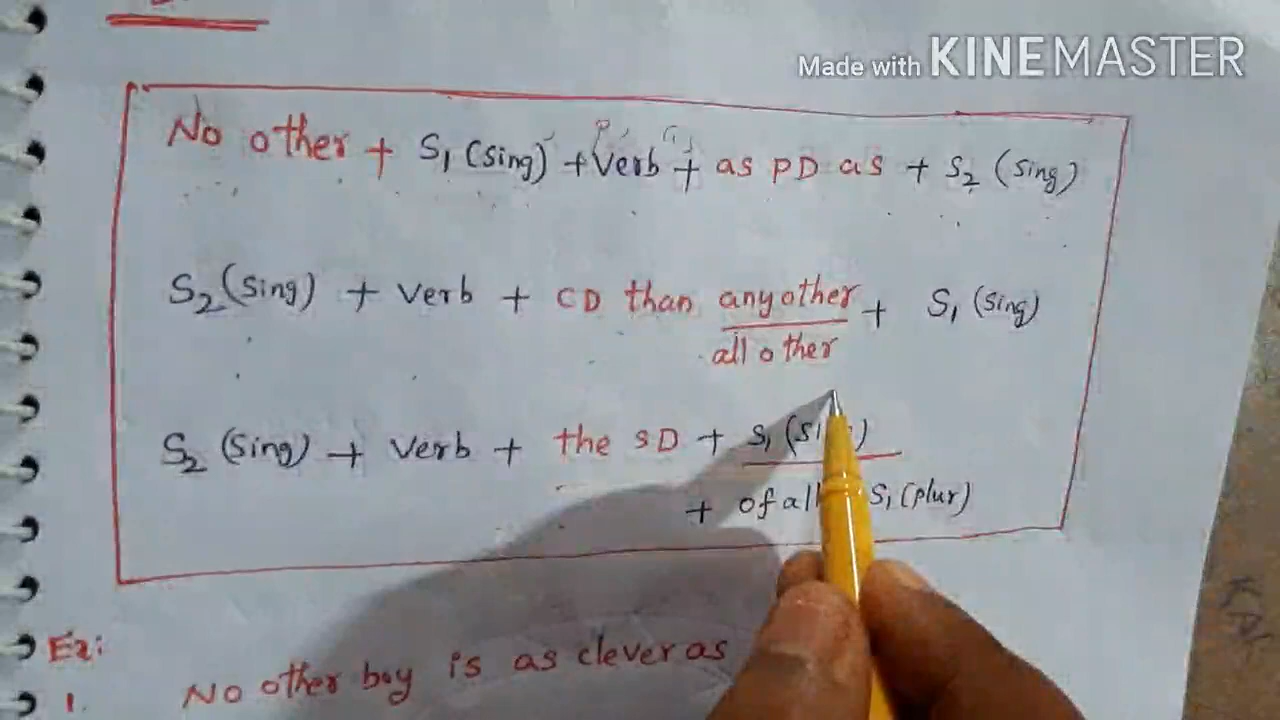 Made with KINEMASTER
No other + S₁ (Sing) + Verb + as PD as + S₂ (Sing)
S₂ (Sing) + Verb + CD than any other + S₁ (Sing)
all other
S₂ (Sing) + Verb + the SD + S₁
+ of all S₁ (plur)
Ex:
1. No other boy is as clever as